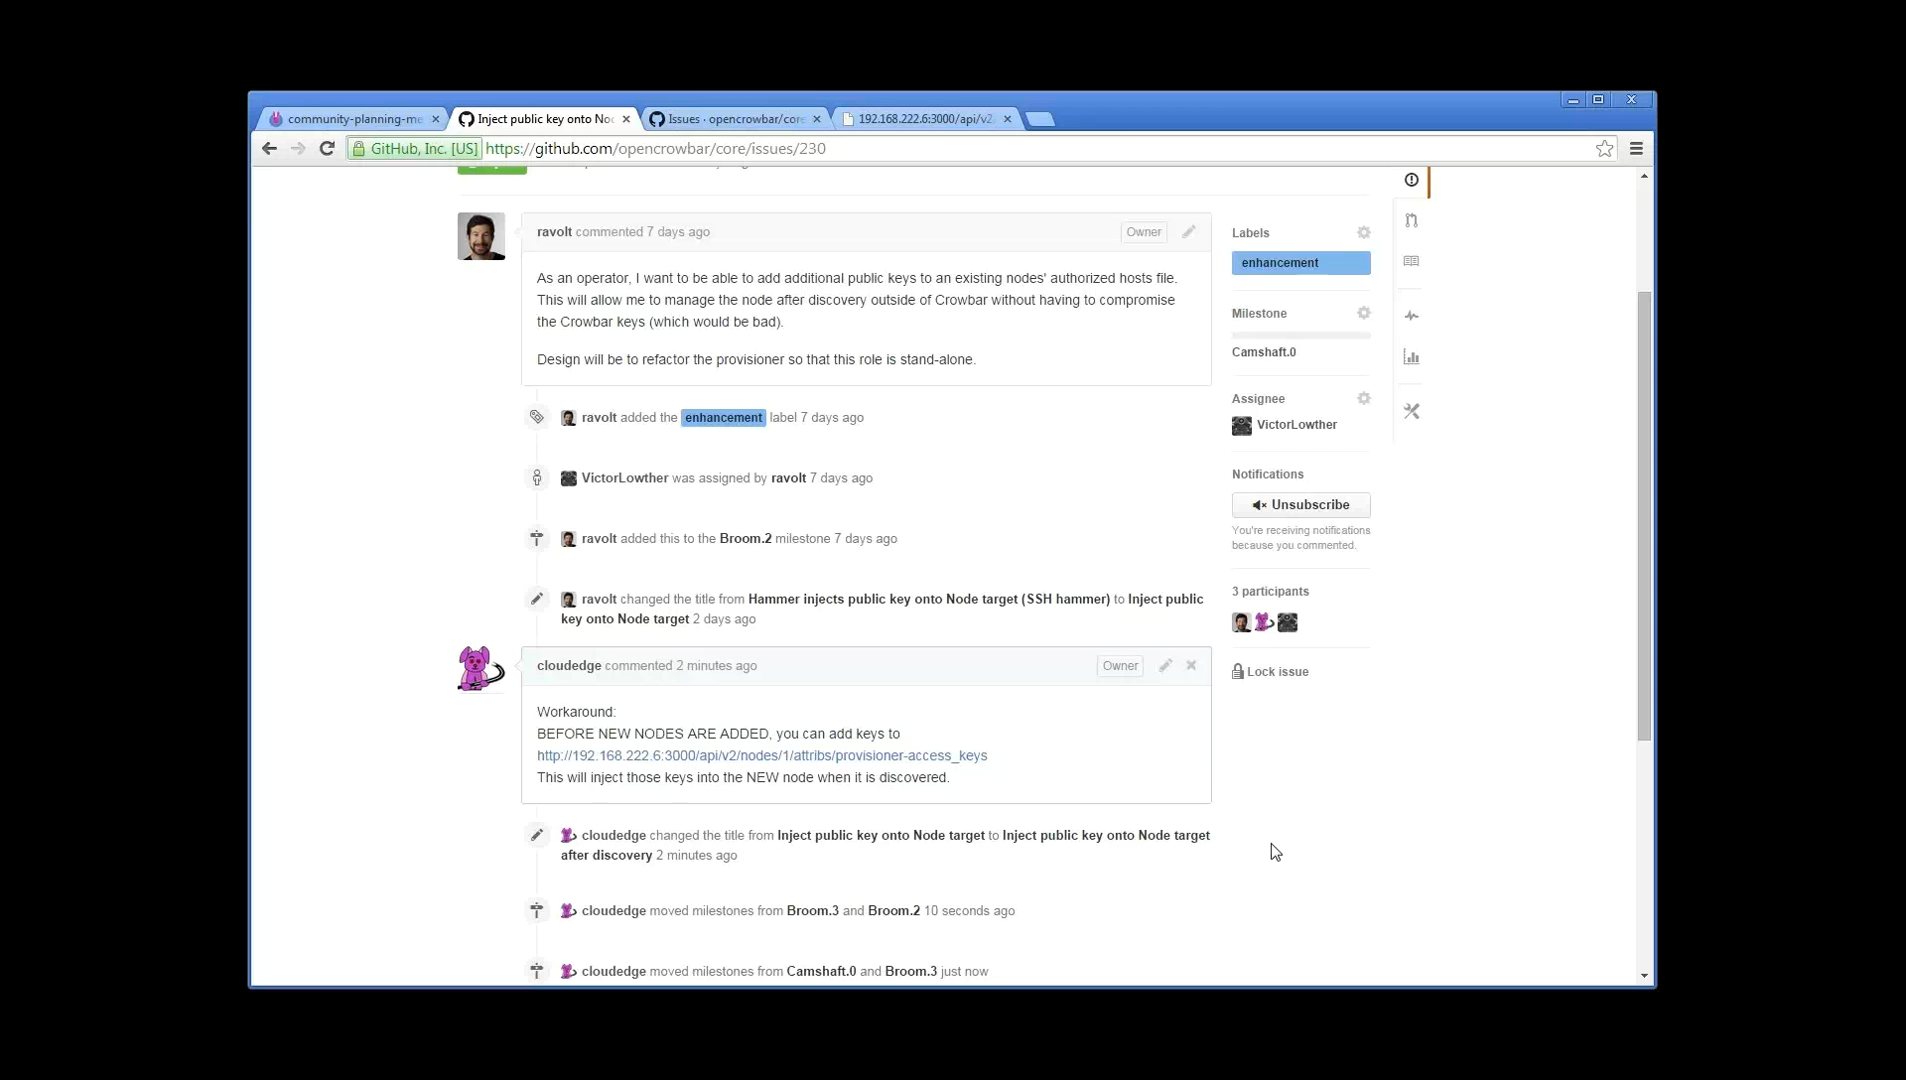 community-planning-me
Inject public key onto Noc
Issues · opencrowbar/core
192.168.222.6:3000/api/v2
GitHub, Inc. [US] https://github.com/opencrowbar/core/issues/230
ravolt commented 7 days ago
Owner
As an operator, I want to be able to add additional public keys to an existing nodes' authorized hosts file.
This will allow me to manage the node after discovery outside of Crowbar without having to compromise
the Crowbar keys (which would be bad).
Design will be to refactor the provisioner so that this role is stand-alone.
ravolt added the enhancement label 7 days ago
VictorLowther was assigned by ravolt 7 days ago
ravolt added this to the Broom.2 milestone 7 days ago
ravolt changed the title from Hammer injects public key onto Node target (SSH hammer) to Inject public
key onto Node target 2 days ago
cloudedge commented 2 minutes ago
Owner
Workaround:
BEFORE NEW NODES ARE ADDED, you can add keys to
http://192.168.222.6:3000/api/v2/nodes/1/attribs/provisioner-access_keys
This will inject those keys into the NEW node when it is discovered.
cloudedge changed the title from Inject public key onto Node target to Inject public key onto Node target
after discovery 2 minutes ago
cloudedge moved milestones from Broom.3 and Broom.2 10 seconds ago
cloudedge moved milestones from Camshaft.0 and Broom.3 just now
Labels
enhancement
Milestone
Camshaft.0
Assignee
VictorLowther
Notifications
Unsubscribe
You're receiving notifications
because you commented.
3 participants
Lock issue